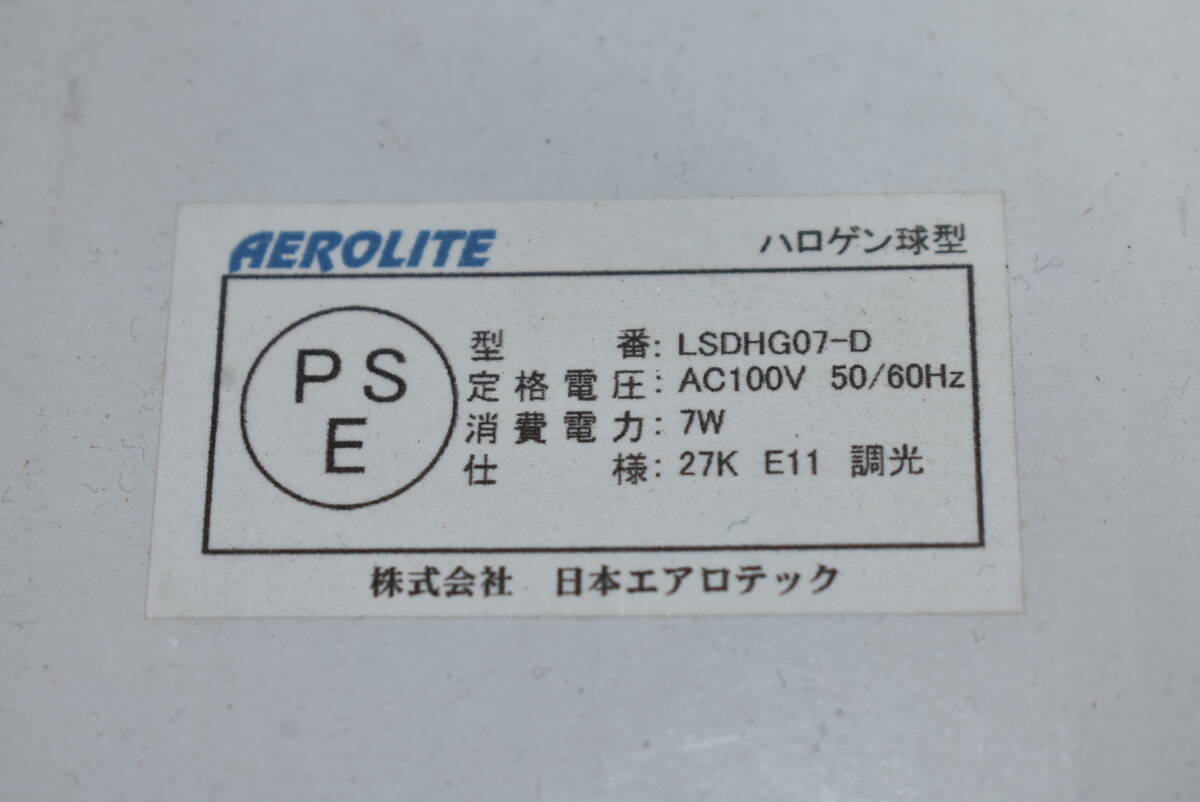 AEROLITE ハロゲン球型
PS
E
型番: LSDHG07-D
定格電圧: AC100V 50/60Hz
消費電力: 7W
仕様: 27K E11 調光
株式会社 日本エアロテック